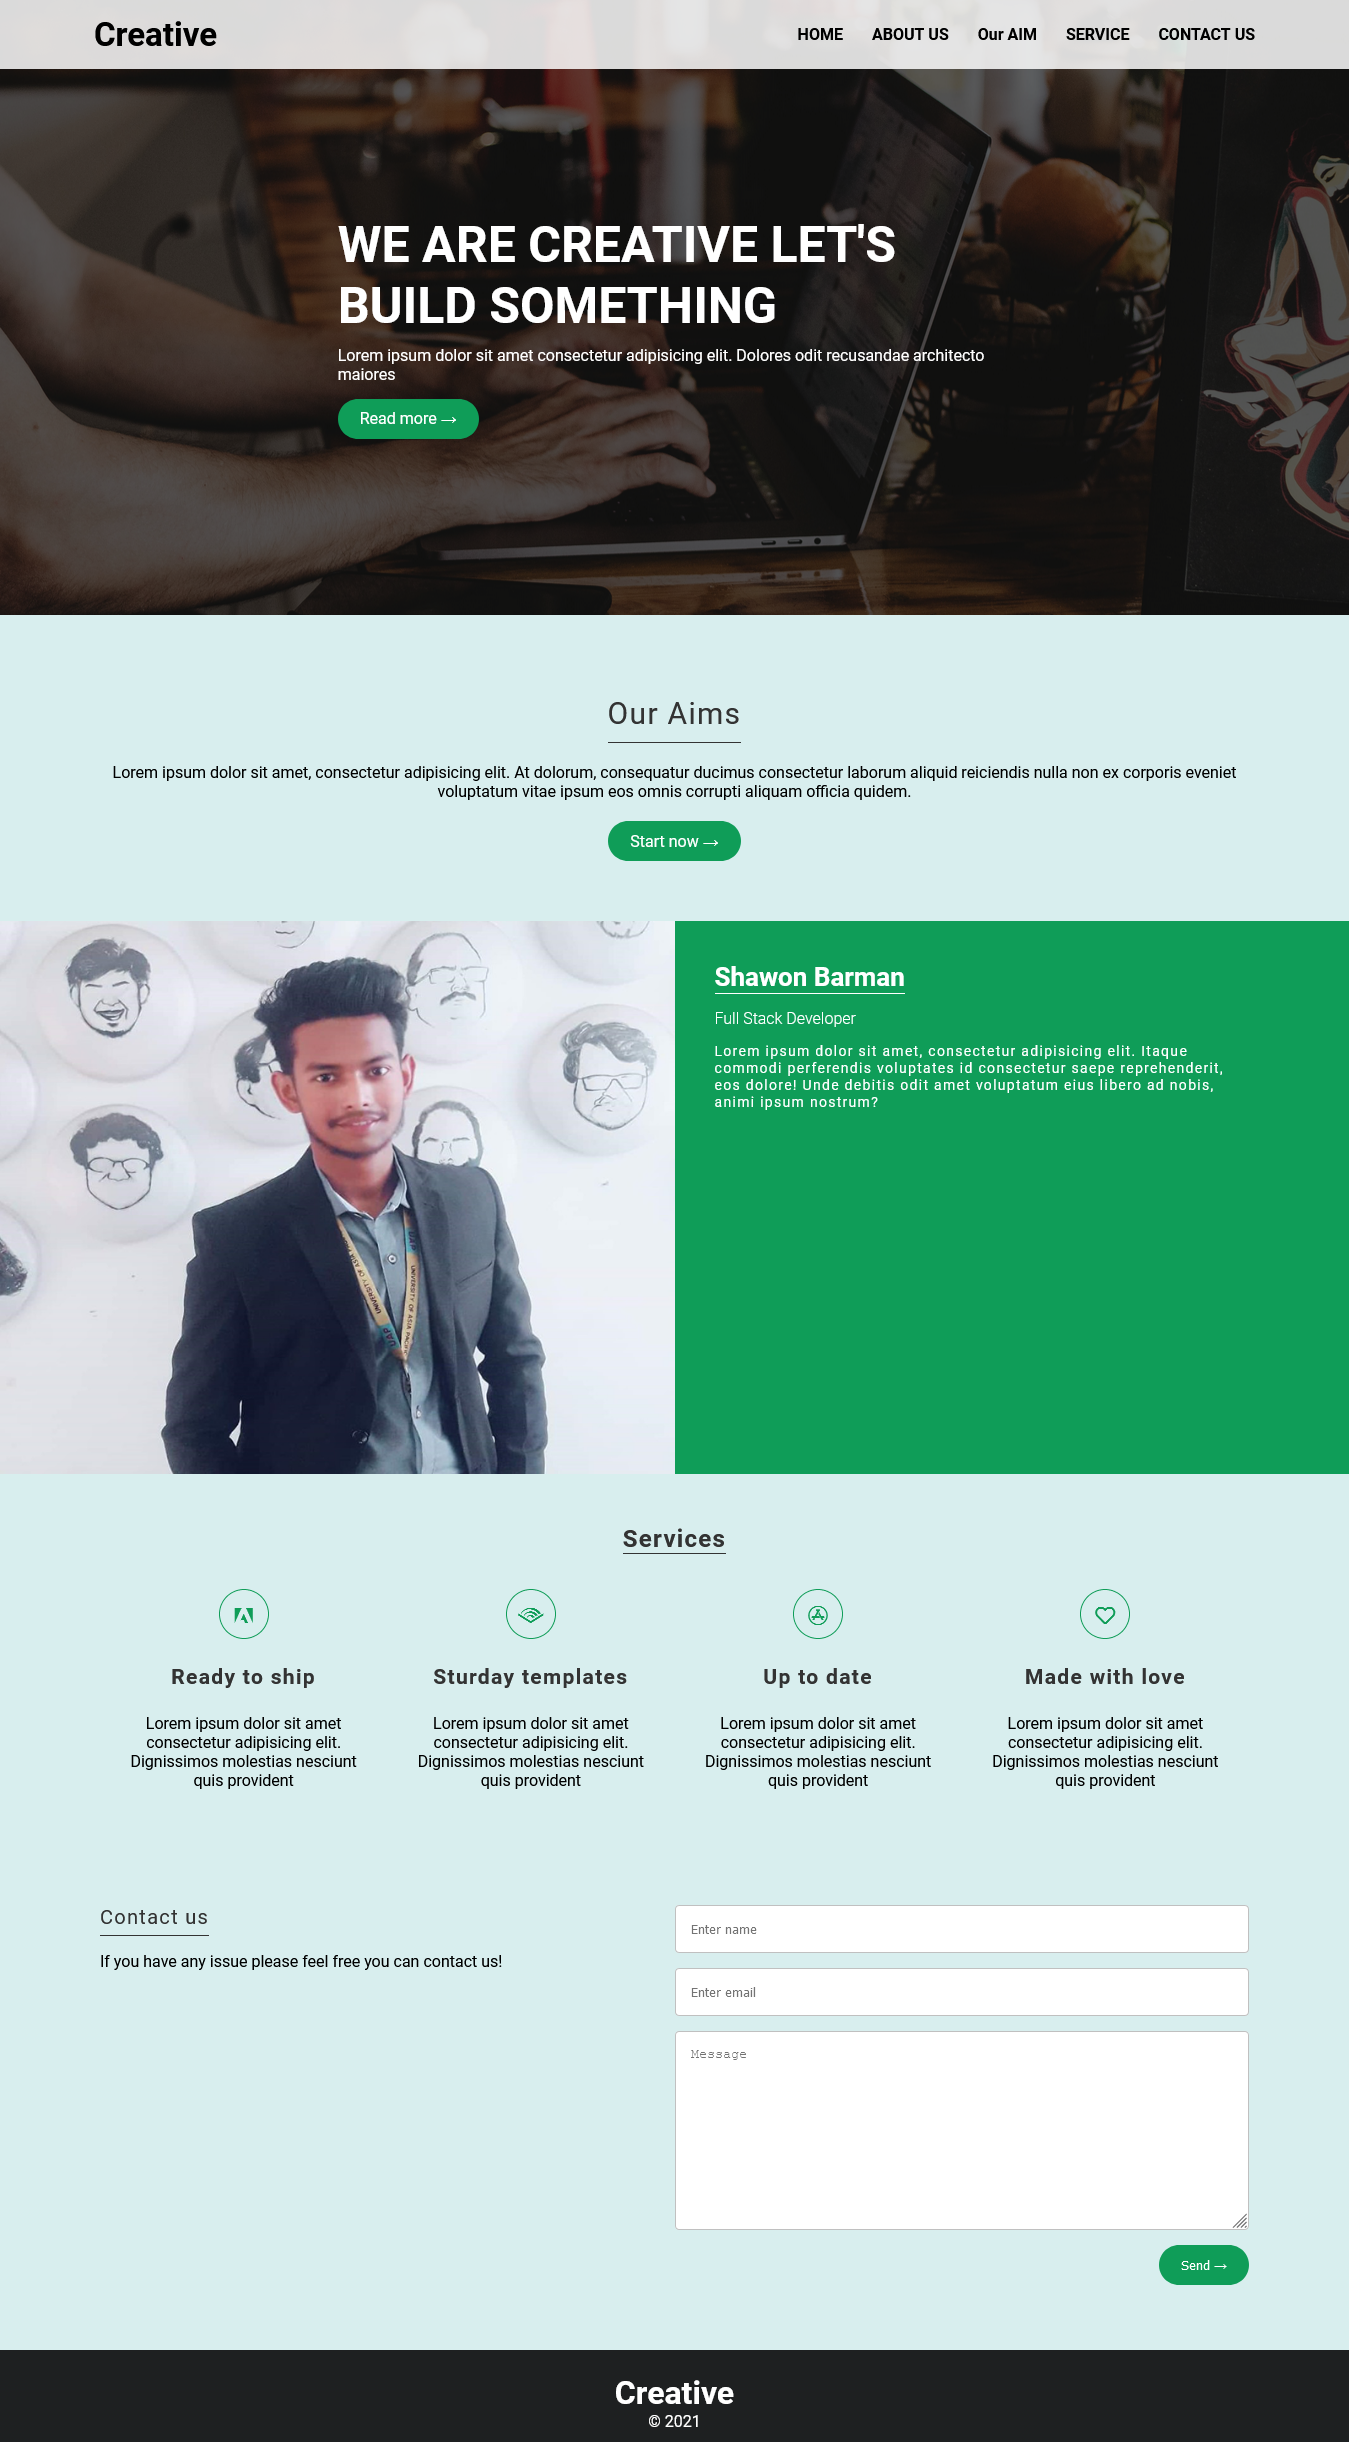 Creative
HOME ABOUT US Our AIM SERVICE CONTACT US
WE ARE CREATIVE LET'S
BUILD SOMETHING
Lorem ipsum dolor sit amet consectetur adipisicing elit. Dolores odit recusandae architecto
maiores
Read more →
Our Aims
Lorem ipsum dolor sit amet, consectetur adipisicing elit. At dolorum, consequatur ducimus consectetur laborum aliquid reiciendis nulla non ex corporis eveniet
voluptatum vitae ipsum eos omnis corrupti aliquam officia quidem.
Start now →
UNIVERSITY OF ASIA PACIFIC
UAP
UNIVERSITY OF ASIA PACIFIC
Shawon Barman
Full Stack Developer
Lorem ipsum dolor sit amet, consectetur adipisicing elit. Itaque
commodi perferendis voluptates id consectetur saepe reprehenderit,
eos dolore! Unde debitis odit amet voluptatum eius libero ad nobis,
animi ipsum nostrum?
Services
Ready to ship
Lorem ipsum dolor sit amet
consectetur adipisicing elit.
Dignissimos molestias nesciunt
quis provident
Sturday templates
Lorem ipsum dolor sit amet
consectetur adipisicing elit.
Dignissimos molestias nesciunt
quis provident
Up to date
Lorem ipsum dolor sit amet
consectetur adipisicing elit.
Dignissimos molestias nesciunt
quis provident
Made with love
Lorem ipsum dolor sit amet
consectetur adipisicing elit.
Dignissimos molestias nesciunt
quis provident
Contact us
If you have any issue please feel free you can contact us!
Enter name
Enter email
Message
Send →
Creative
© 2021